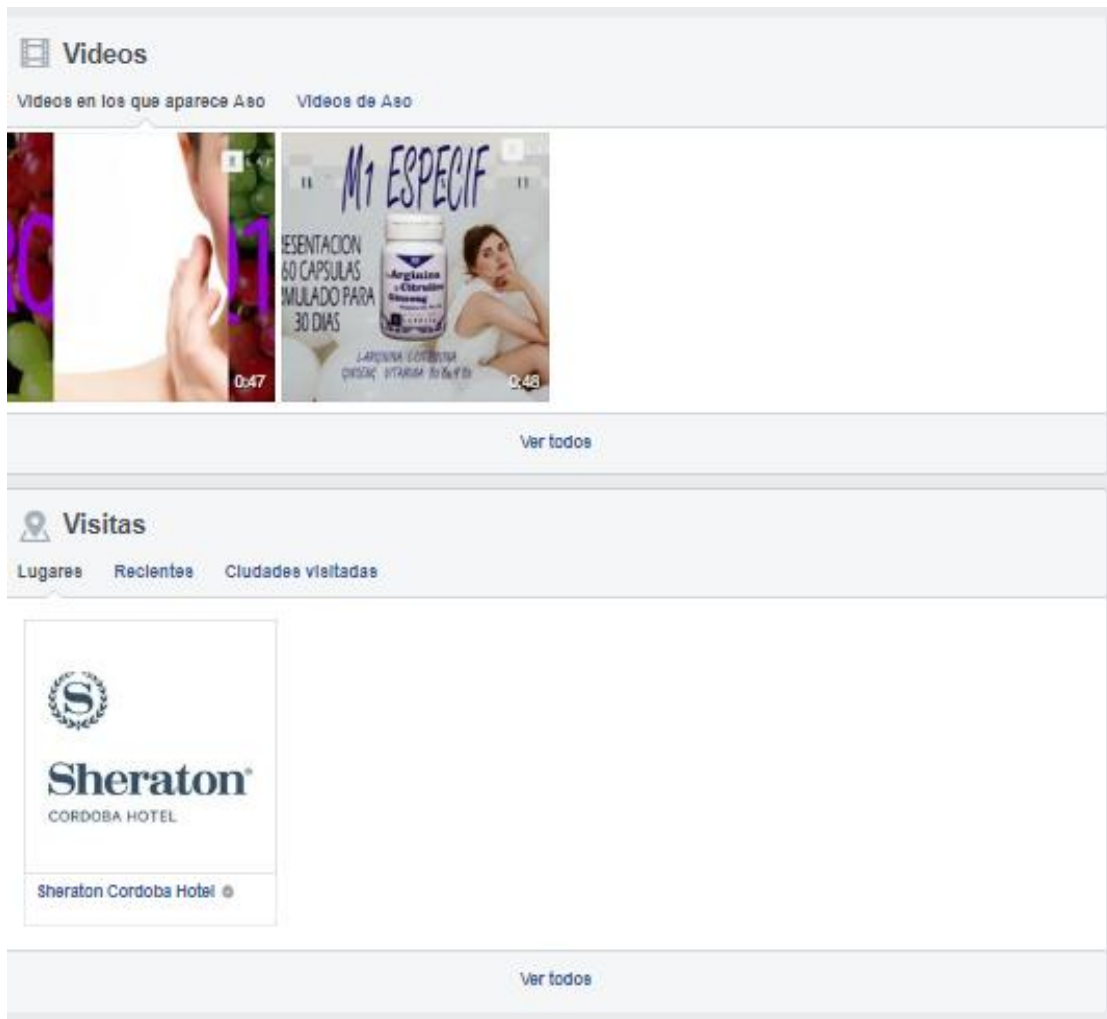 Videos
Videos en los que aparece Aso
Videos de Aso
0:47
M1 ESPECIF
ESENTACION
60 CAPSULAS
MULADO PARA
30 DIAS
Arginina
Citrulina
Ginseng
0:48
Ver todos
Visitas
Lugares
Recientes
Ciudades visitadas
S
Sheraton®
CORDOBA HOTEL
Sheraton Cordoba Hotel
Ver todos